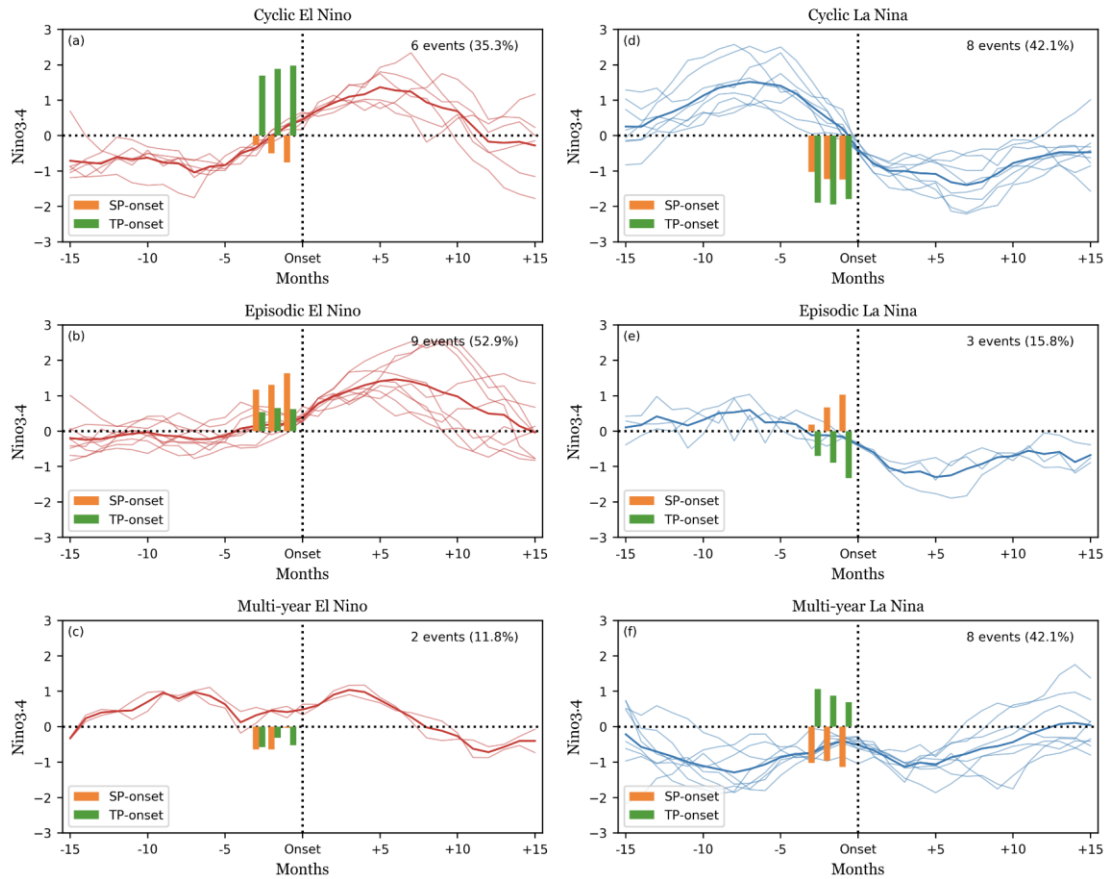 Cyclic El Nino
(a)
6 events (35.3%)
3
2
1
0
−1
−2
−3
Nino3.4
SP-onset
TP-onset
-15
-10
-5
Onset
+5
+10
+15
Months
Cyclic La Nina
(d)
8 events (42.1%)
3
2
1
0
−1
−2
−3
Nino3.4
SP-onset
TP-onset
-15
-10
-5
Onset
+5
+10
+15
Months
Episodic El Nino
(b)
9 events (52.9%)
3
2
1
0
−1
−2
−3
Nino3.4
SP-onset
TP-onset
-15
-10
-5
Onset
+5
+10
+15
Months
Episodic La Nina
(e)
3 events (15.8%)
3
2
1
0
−1
−2
−3
Nino3.4
SP-onset
TP-onset
-15
-10
-5
Onset
+5
+10
+15
Months
Multi-year El Nino
(c)
2 events (11.8%)
3
2
1
0
−1
−2
−3
Nino3.4
SP-onset
TP-onset
-15
-10
-5
Onset
+5
+10
+15
Months
Multi-year La Nina
(f)
8 events (42.1%)
3
2
1
0
−1
−2
−3
Nino3.4
SP-onset
TP-onset
-15
-10
-5
Onset
+5
+10
+15
Months